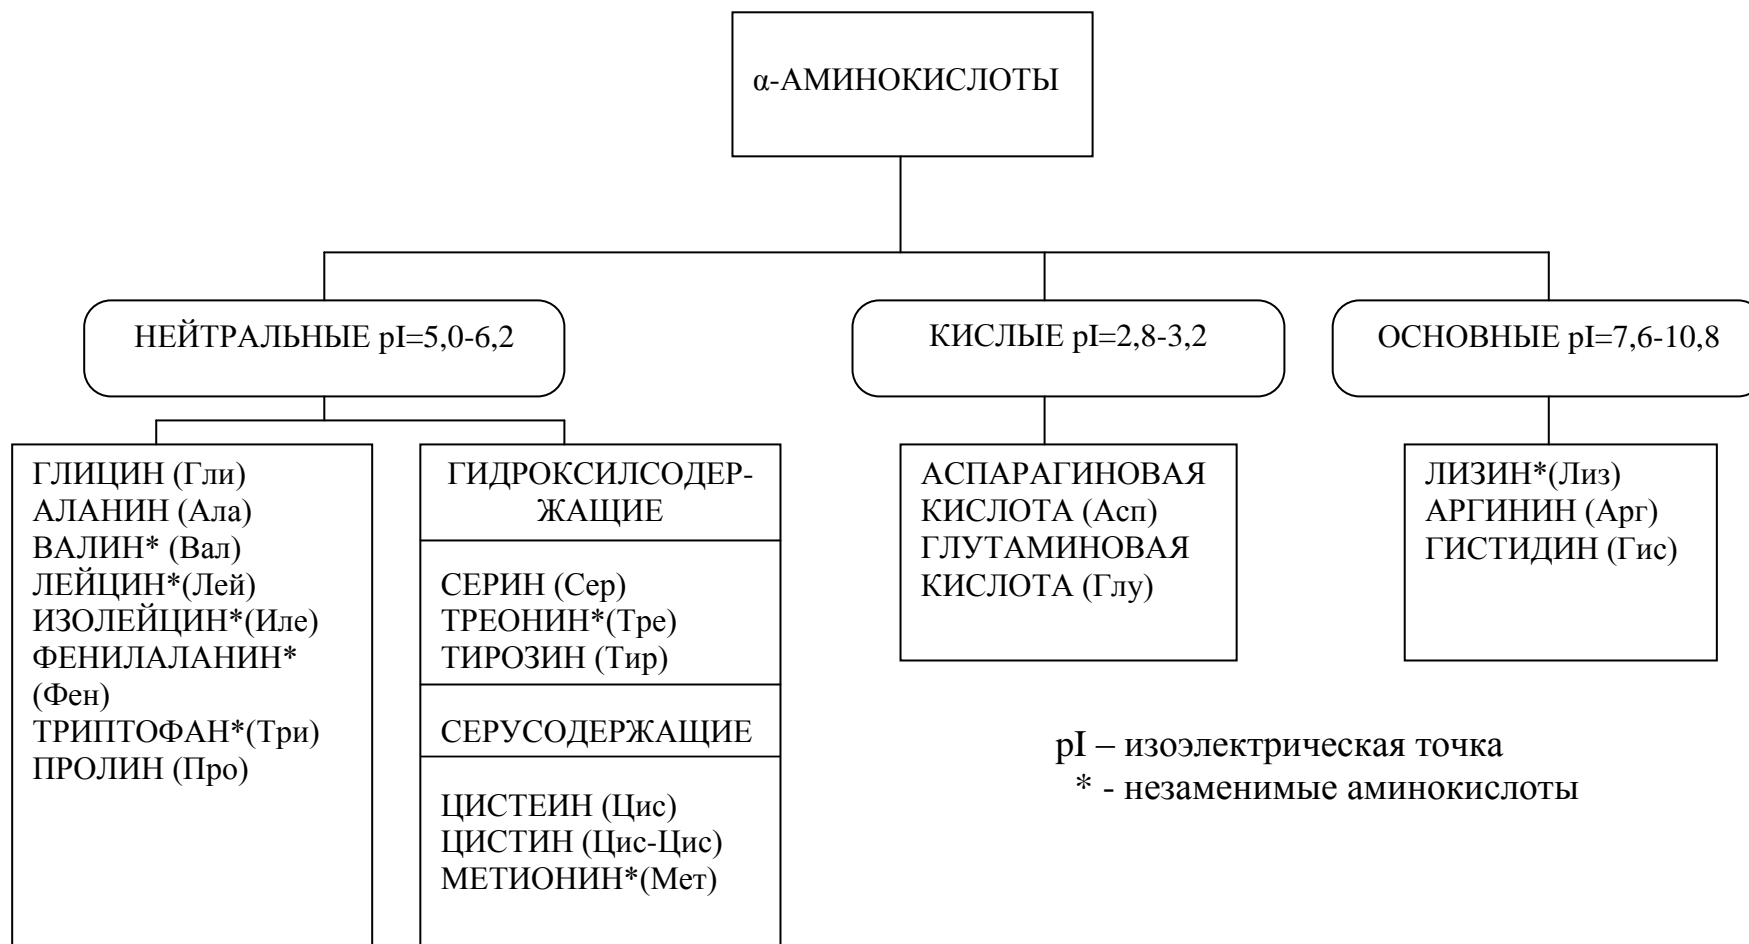 α-АМИНОКИСЛОТЫ
НЕЙТРАЛЬНЫЕ pI=5,0-6,2
КИСЛЫЕ pI=2,8-3,2
ОСНОВНЫЕ pI=7,6-10,8
ГЛИЦИН (Гли)
АЛАНИН (Ала)
ВАЛИН* (Вал)
ЛЕЙЦИН*(Лей)
ИЗОЛЕЙЦИН*(Иле)
ФЕНИЛАЛАНИН*
(Фен)
ТРИПТОФАН*(Три)
ПРОЛИН (Про)
ГИДРОКСИЛСОДЕР-
ЖАЩИЕ
СЕРИН (Сер)
ТРЕОНИН*(Тре)
ТИРОЗИН (Тир)
СЕРУСОДЕРЖАЩИЕ
ЦИСТЕИН (Цис)
ЦИСТИН (Цис-Цис)
МЕТИОНИН*(Мет)
АСПАРАГИНОВАЯ
КИСЛОТА (Асп)
ГЛУТАМИНОВАЯ
КИСЛОТА (Глу)
ЛИЗИН*(Лиз)
АРГИНИН (Арг)
ГИСТИДИН (Гис)
pI – изоэлектрическая точка
* - незаменимые аминокислоты